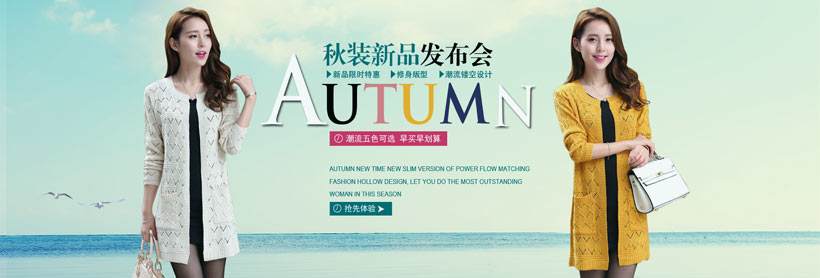 秋装新品发布会
▶新品限时特惠 ▶修身版型 ▶潮流镂空设计
AUTUMN
潮流五色可选 早买早划算
AUTUMN NEW TIME NEW SLIM VERSION OF POWER FLOW MATCHING
FASHION HOLLOW DESIGN, LET YOU DO THE MOST OUTSTANDING
WOMAN IN THIS SEASON.
抢先体验